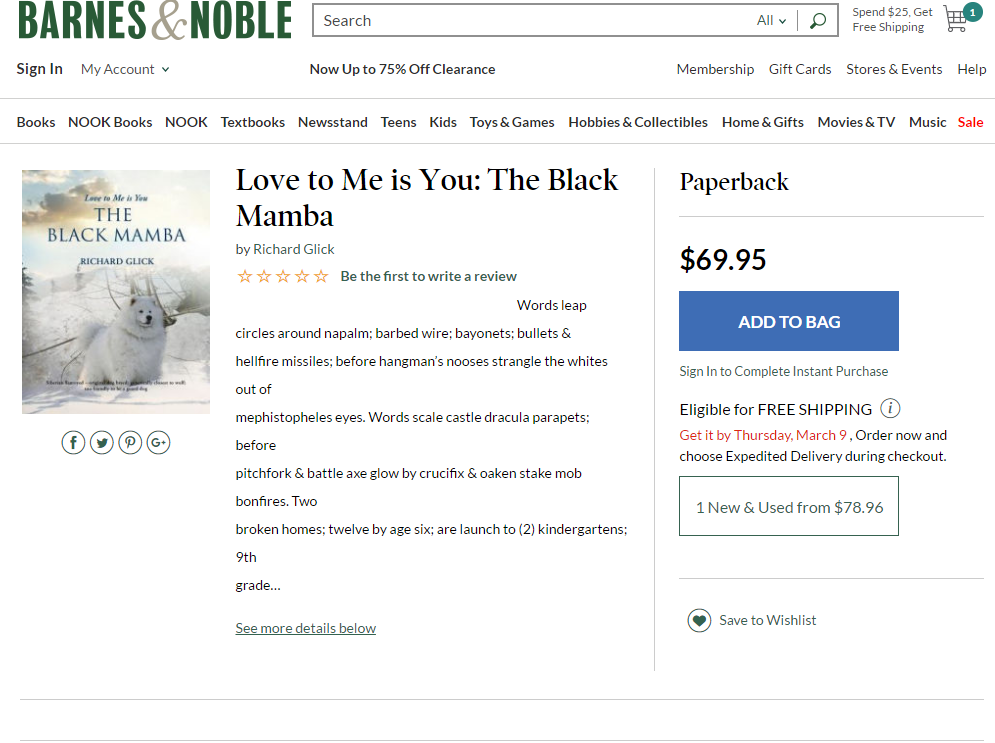 BARNES & NOBLE
Search
All
Spend $25, Get
Free Shipping
1
Sign In
My Account
Now Up to 75% Off Clearance
Membership
Gift Cards
Stores & Events
Help
Books
NOOK Books
NOOK
Textbooks
Newsstand
Teens
Kids
Toys & Games
Hobbies & Collectibles
Home & Gifts
Movies & TV
Music
Sale
Love to Me is You
THE
BLACK MAMBA
RICHARD GLICK
Love to Me is You: The Black
Mamba
by Richard Glick
Be the first to write a review
Words leap
circles around napalm; barbed wire; bayonets; bullets &
hellfire missiles; before hangman's nooses strangle the whites
out of
mephistopheles eyes. Words scale castle dracula parapets;
before
pitchfork & battle axe glow by crucifix & oaken stake mob
bonfires. Two
broken homes; twelve by age six; are launch to (2) kindergartens;
9th
grade...
See more details below
Paperback
$69.95
ADD TO BAG
Sign In to Complete Instant Purchase
Eligible for FREE SHIPPING i
Get it by Thursday, March 9 , Order now and
choose Expedited Delivery during checkout.
1 New & Used from $78.96
Save to Wishlist